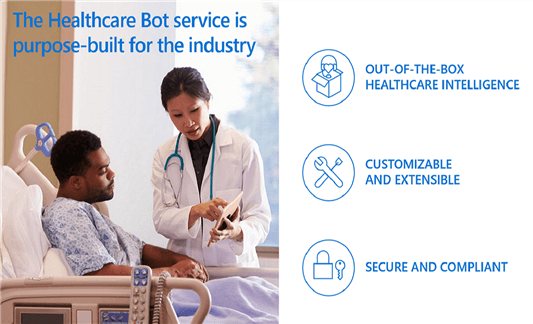 The Healthcare Bot service is
purpose-built for the industry
OUT-OF-THE-BOX
HEALTHCARE INTELLIGENCE
CUSTOMIZABLE
AND EXTENSIBLE
SECURE AND COMPLIANT